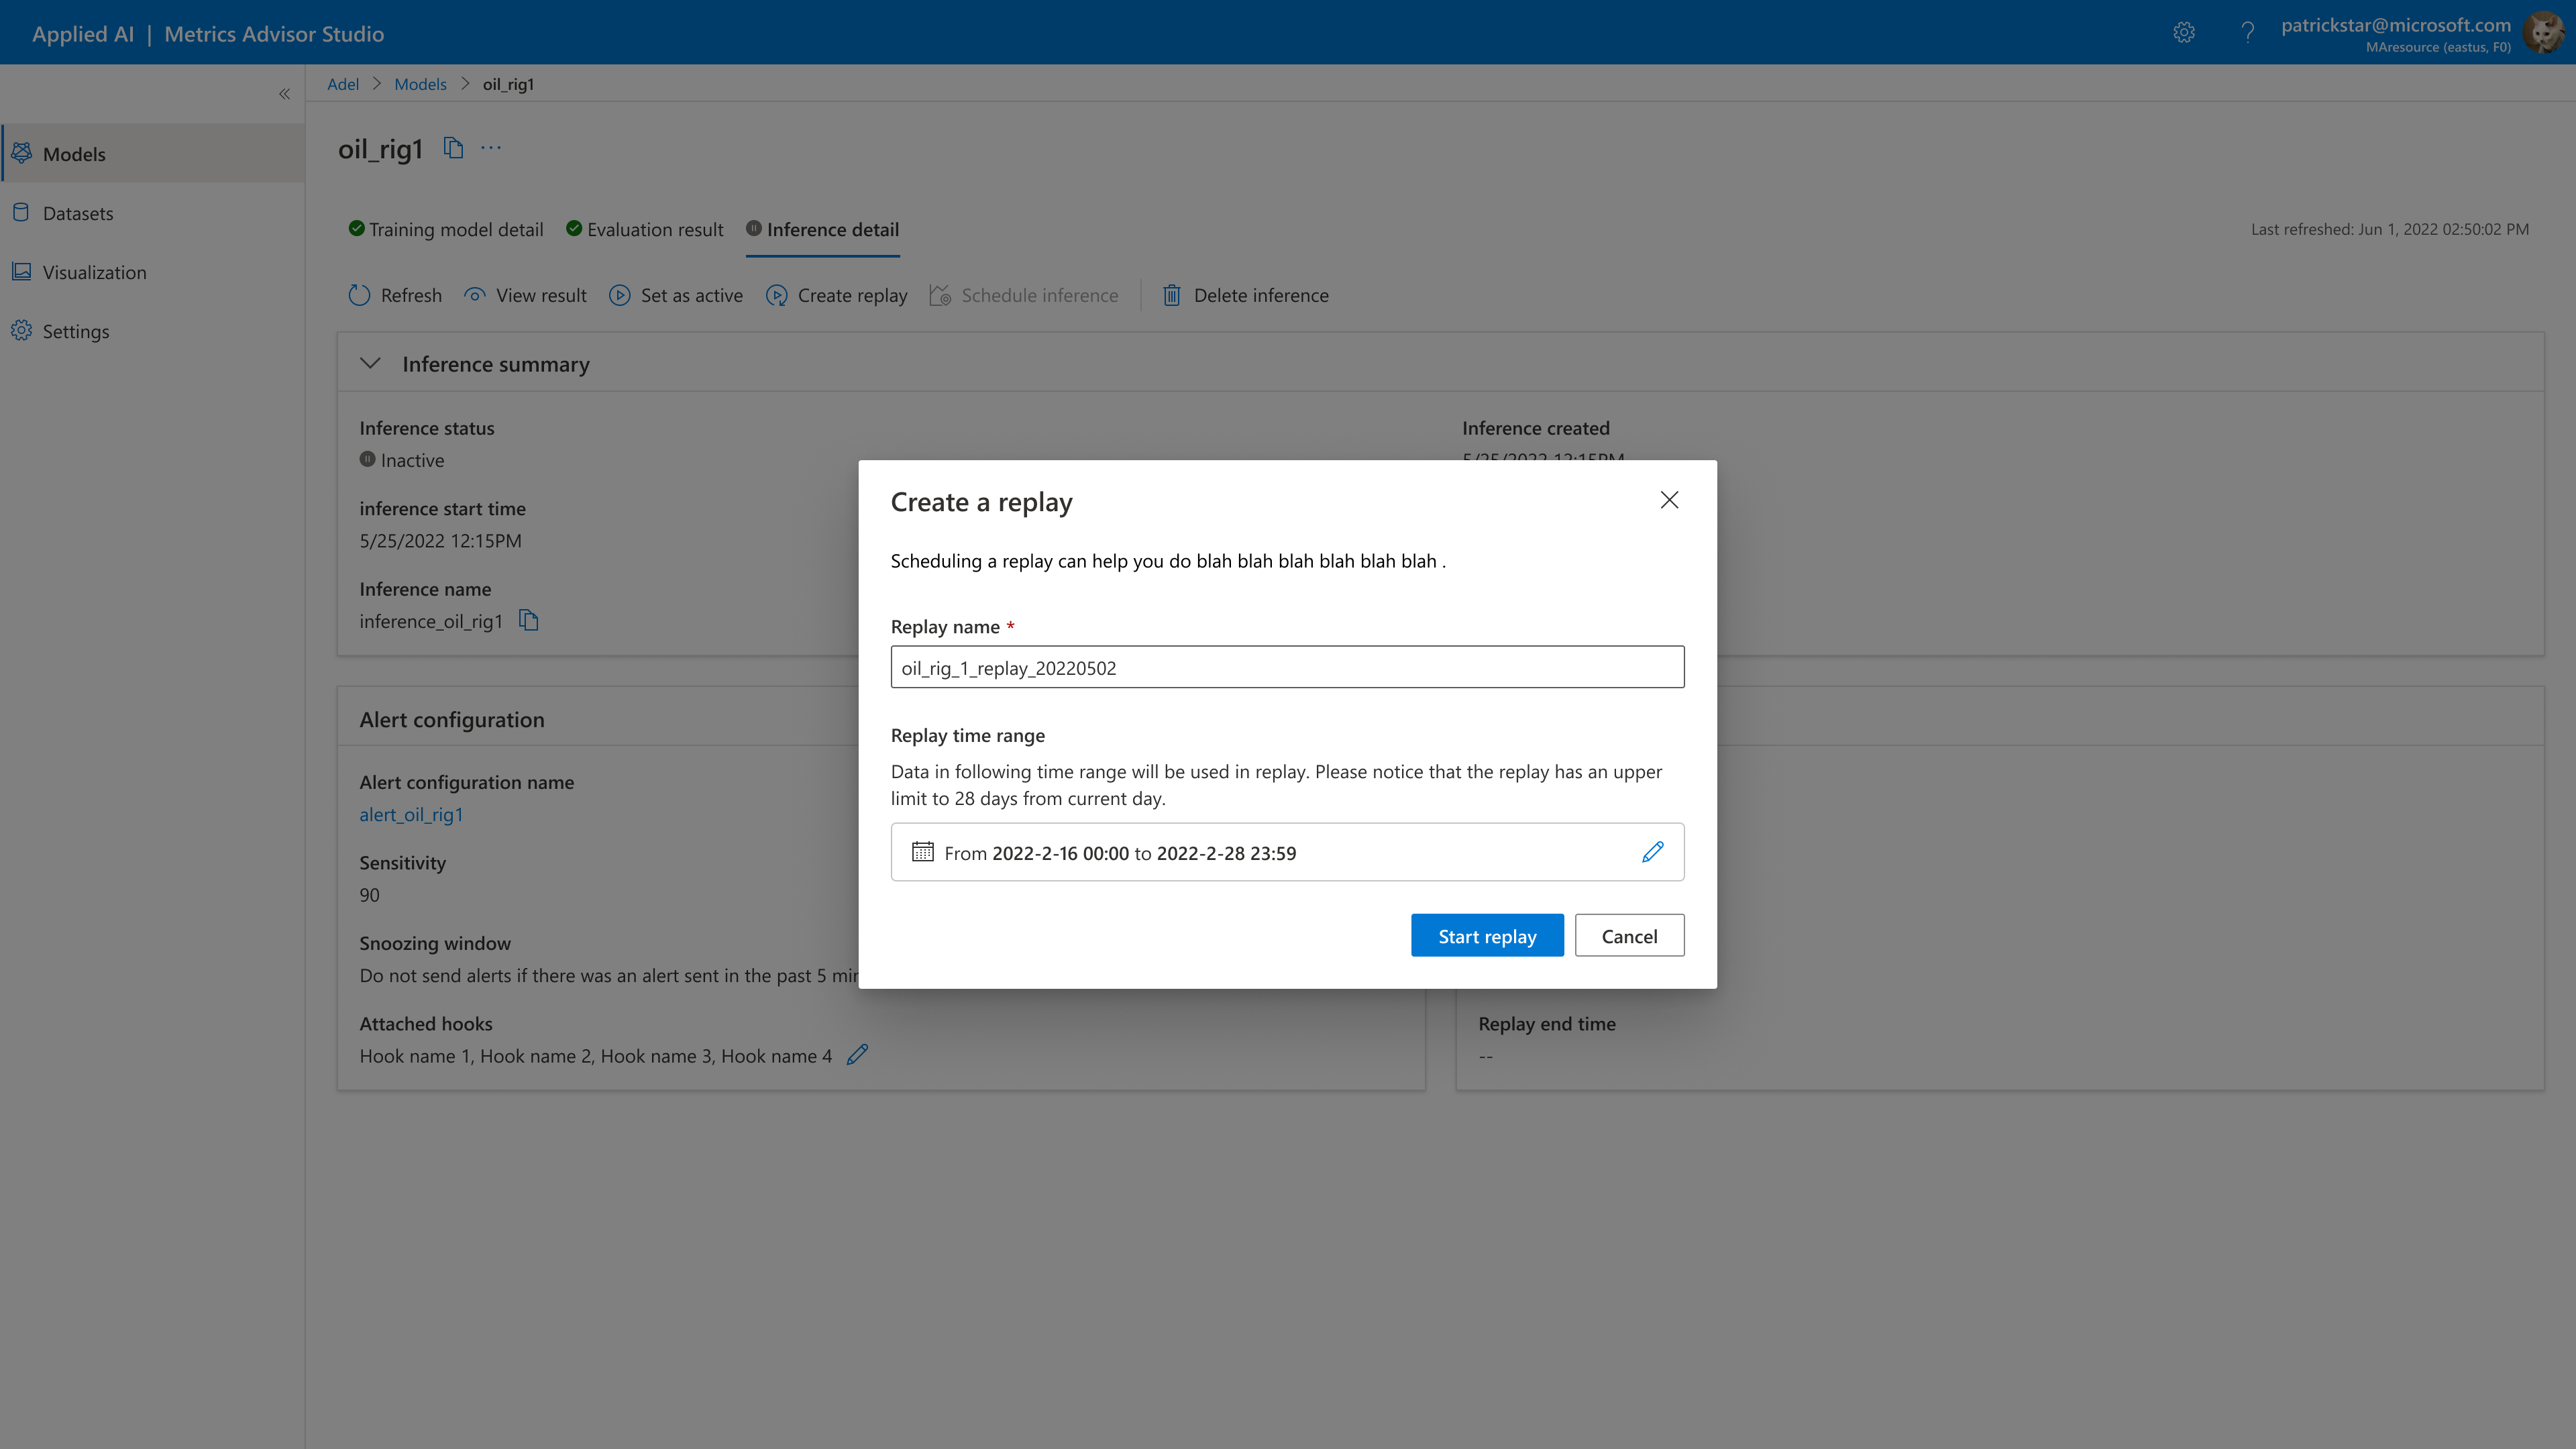 Applied AI | Metrics Advisor Studio
patrickstar@microsoft.com
MAresource (eastus, F0)
Adel > Models > oil_rig1
Models
Datasets
Visualization
Settings
oil_rig1
Training model detail Evaluation result Inference detail
Last refreshed: Jun 1, 2022 02:50:02 PM
Refresh View result Set as active Create replay Schedule inference Delete inference
Inference summary
Inference status
Inactive
inference start time
5/25/2022 12:15PM
Inference name
inference_oil_rig1
Inference created
5/25/2022 12:15PM
Alert configuration
Alert configuration name
alert_oil_rig1
Sensitivity
90
Snoozing window
Do not send alerts if there was an alert sent in the past 5
Attached hooks
Hook name 1, Hook name 2, Hook name 3, Hook name 4
Replay end time
--
Create a replay
Scheduling a replay can help you do blah blah blah blah blah blah .
Replay name *
oil_rig_1_replay_20220502
Replay time range
Data in following time range will be used in replay. Please notice that the replay has an upper
limit to 28 days from current day.
From 2022-2-16 00:00 to 2022-2-28 23:59
Start replay
Cancel